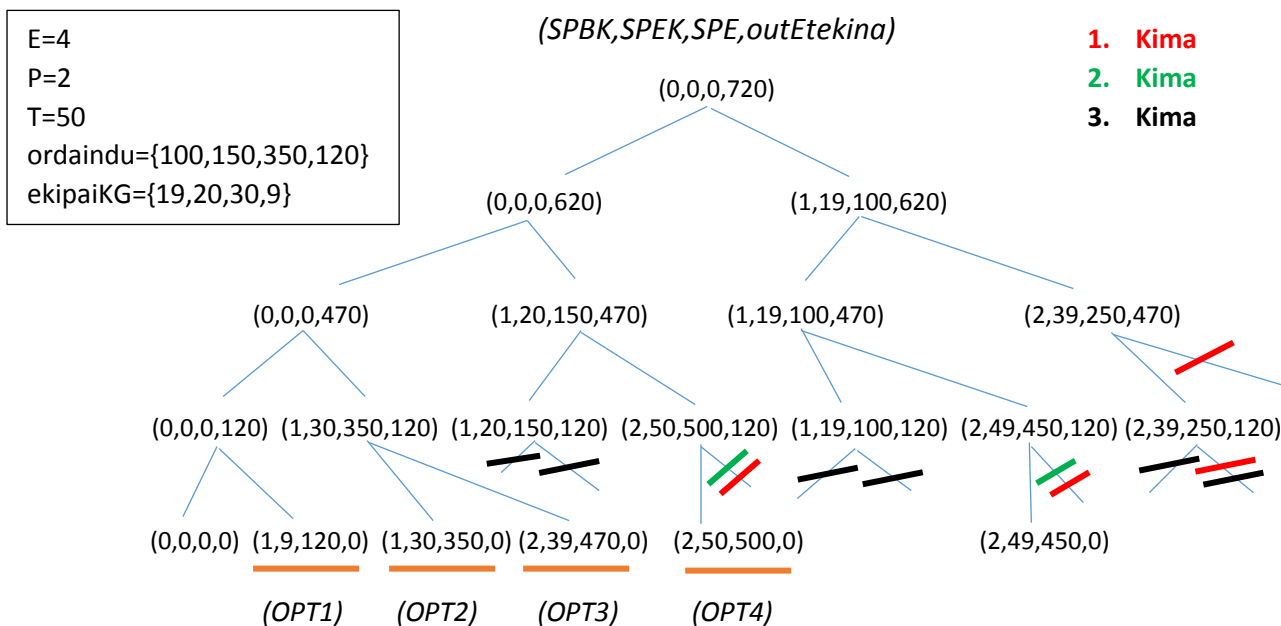 E=4
P=2
T=50
ordaindu={100,150,350,120}
ekipaiKG={19,20,30,9}
(SPBK,SPEK,SPE,outEtekina)
1. Kima
2. Kima
3. Kima
(0,0,0,720)
(0,0,0,620) (1,19,100,620)
(0,0,0,470) (1,20,150,470) (1,19,100,470) (2,39,250,470)
(0,0,0,120) (1,30,350,120) (1,20,150,120) (2,50,500,120) (1,19,100,120) (2,49,450,120) (2,39,250,120)
(0,0,0,0) (1,9,120,0) (1,30,350,0) (2,39,470,0) (2,50,500,0) (2,49,450,0)
(OPT1) (OPT2) (OPT3) (OPT4)